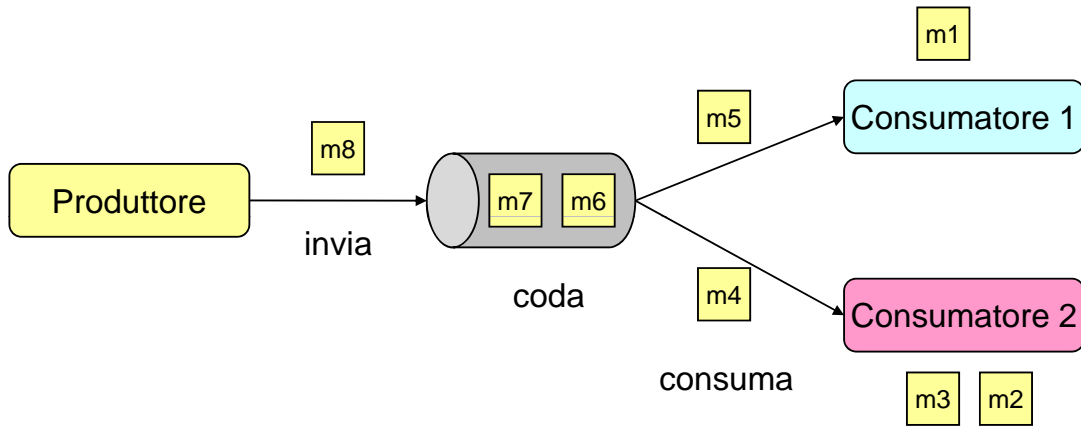 m1
m5
Consumatore 1
m8
Produttore
m7
m6
invia
coda
m4
Consumatore 2
consuma
m3
m2